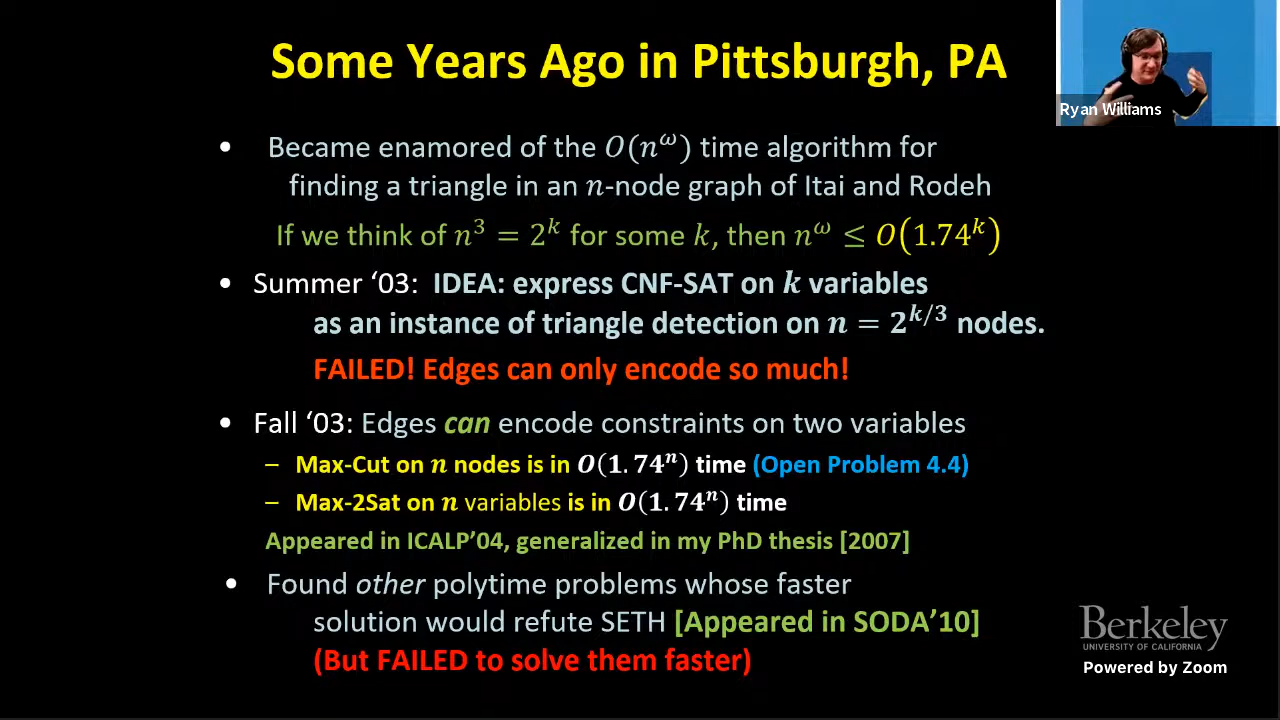 Some Years Ago in Pittsburgh, PA
Ryan Williams
• Became enamored of the O(n^ω) time algorithm for
finding a triangle in an n-node graph of Itai and Rodeh
If we think of n³ = 2^k for some k, then n^ω ≤ O(1.74^k)
• Summer ‘03: IDEA: express CNF-SAT on k variables
as an instance of triangle detection on n = 2^{k/3} nodes.
FAILED! Edges can only encode so much!
• Fall ‘03: Edges can encode constraints on two variables
– Max-Cut on n nodes is in O(1.74^n) time (Open Problem 4.4)
– Max-2Sat on n variables is in O(1.74^n) time
Appeared in ICALP’04, generalized in my PhD thesis [2007]
• Found other polytime problems whose faster
solution would refute SETH [Appeared in SODA’10]
(But FAILED to solve them faster)
Berkeley
UNIVERSITY OF CALIFORNIA
Powered by Zoom